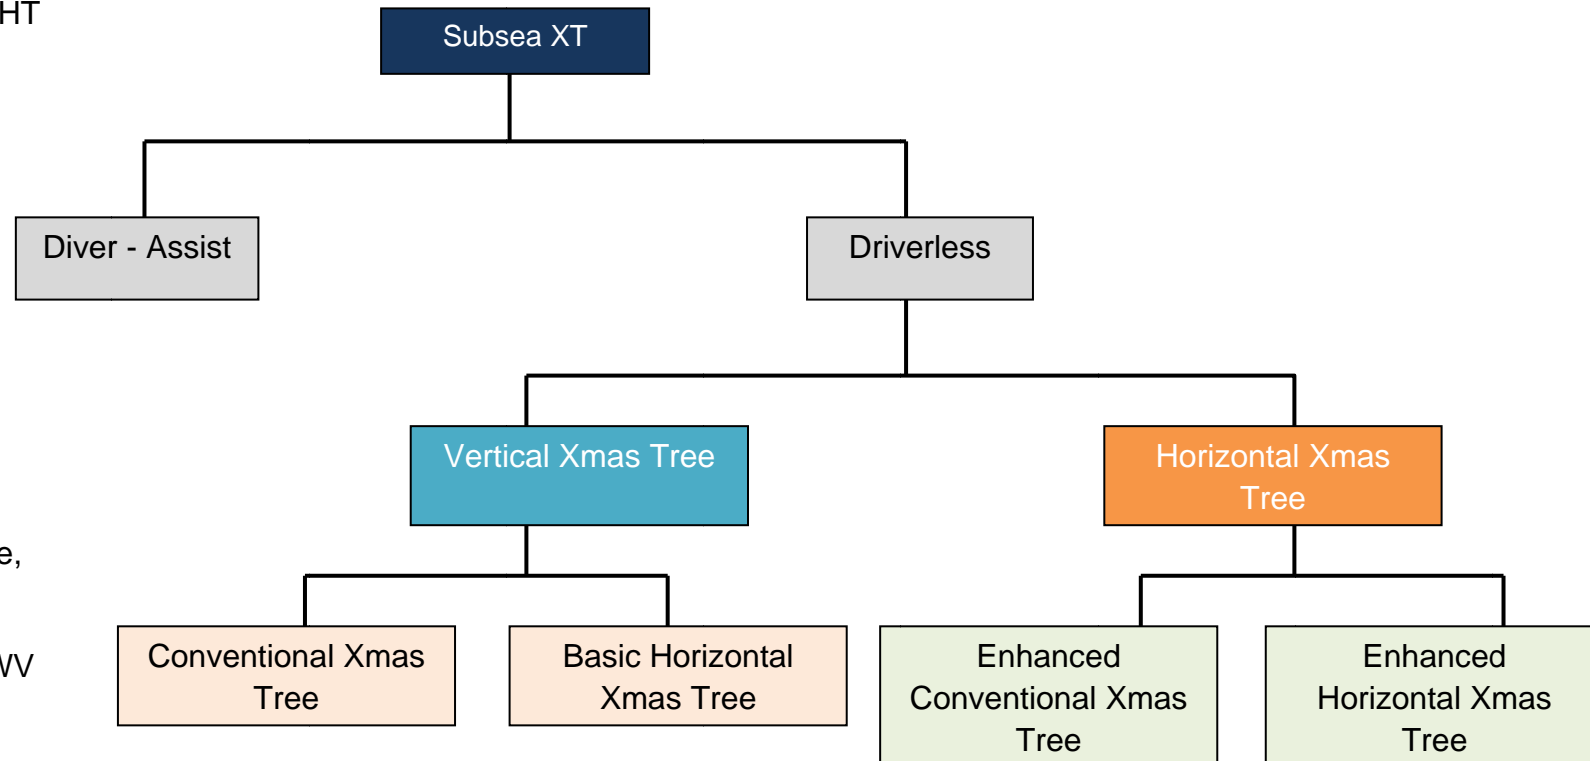 HT
Subsea XT
Diver - Assist
Driverless
Vertical Xmas Tree
Horizontal Xmas
Tree
e,
WV
Conventional Xmas
Tree
Basic Horizontal
Xmas Tree
Enhanced
Conventional Xmas
Tree
Enhanced
Horizontal Xmas
Tree